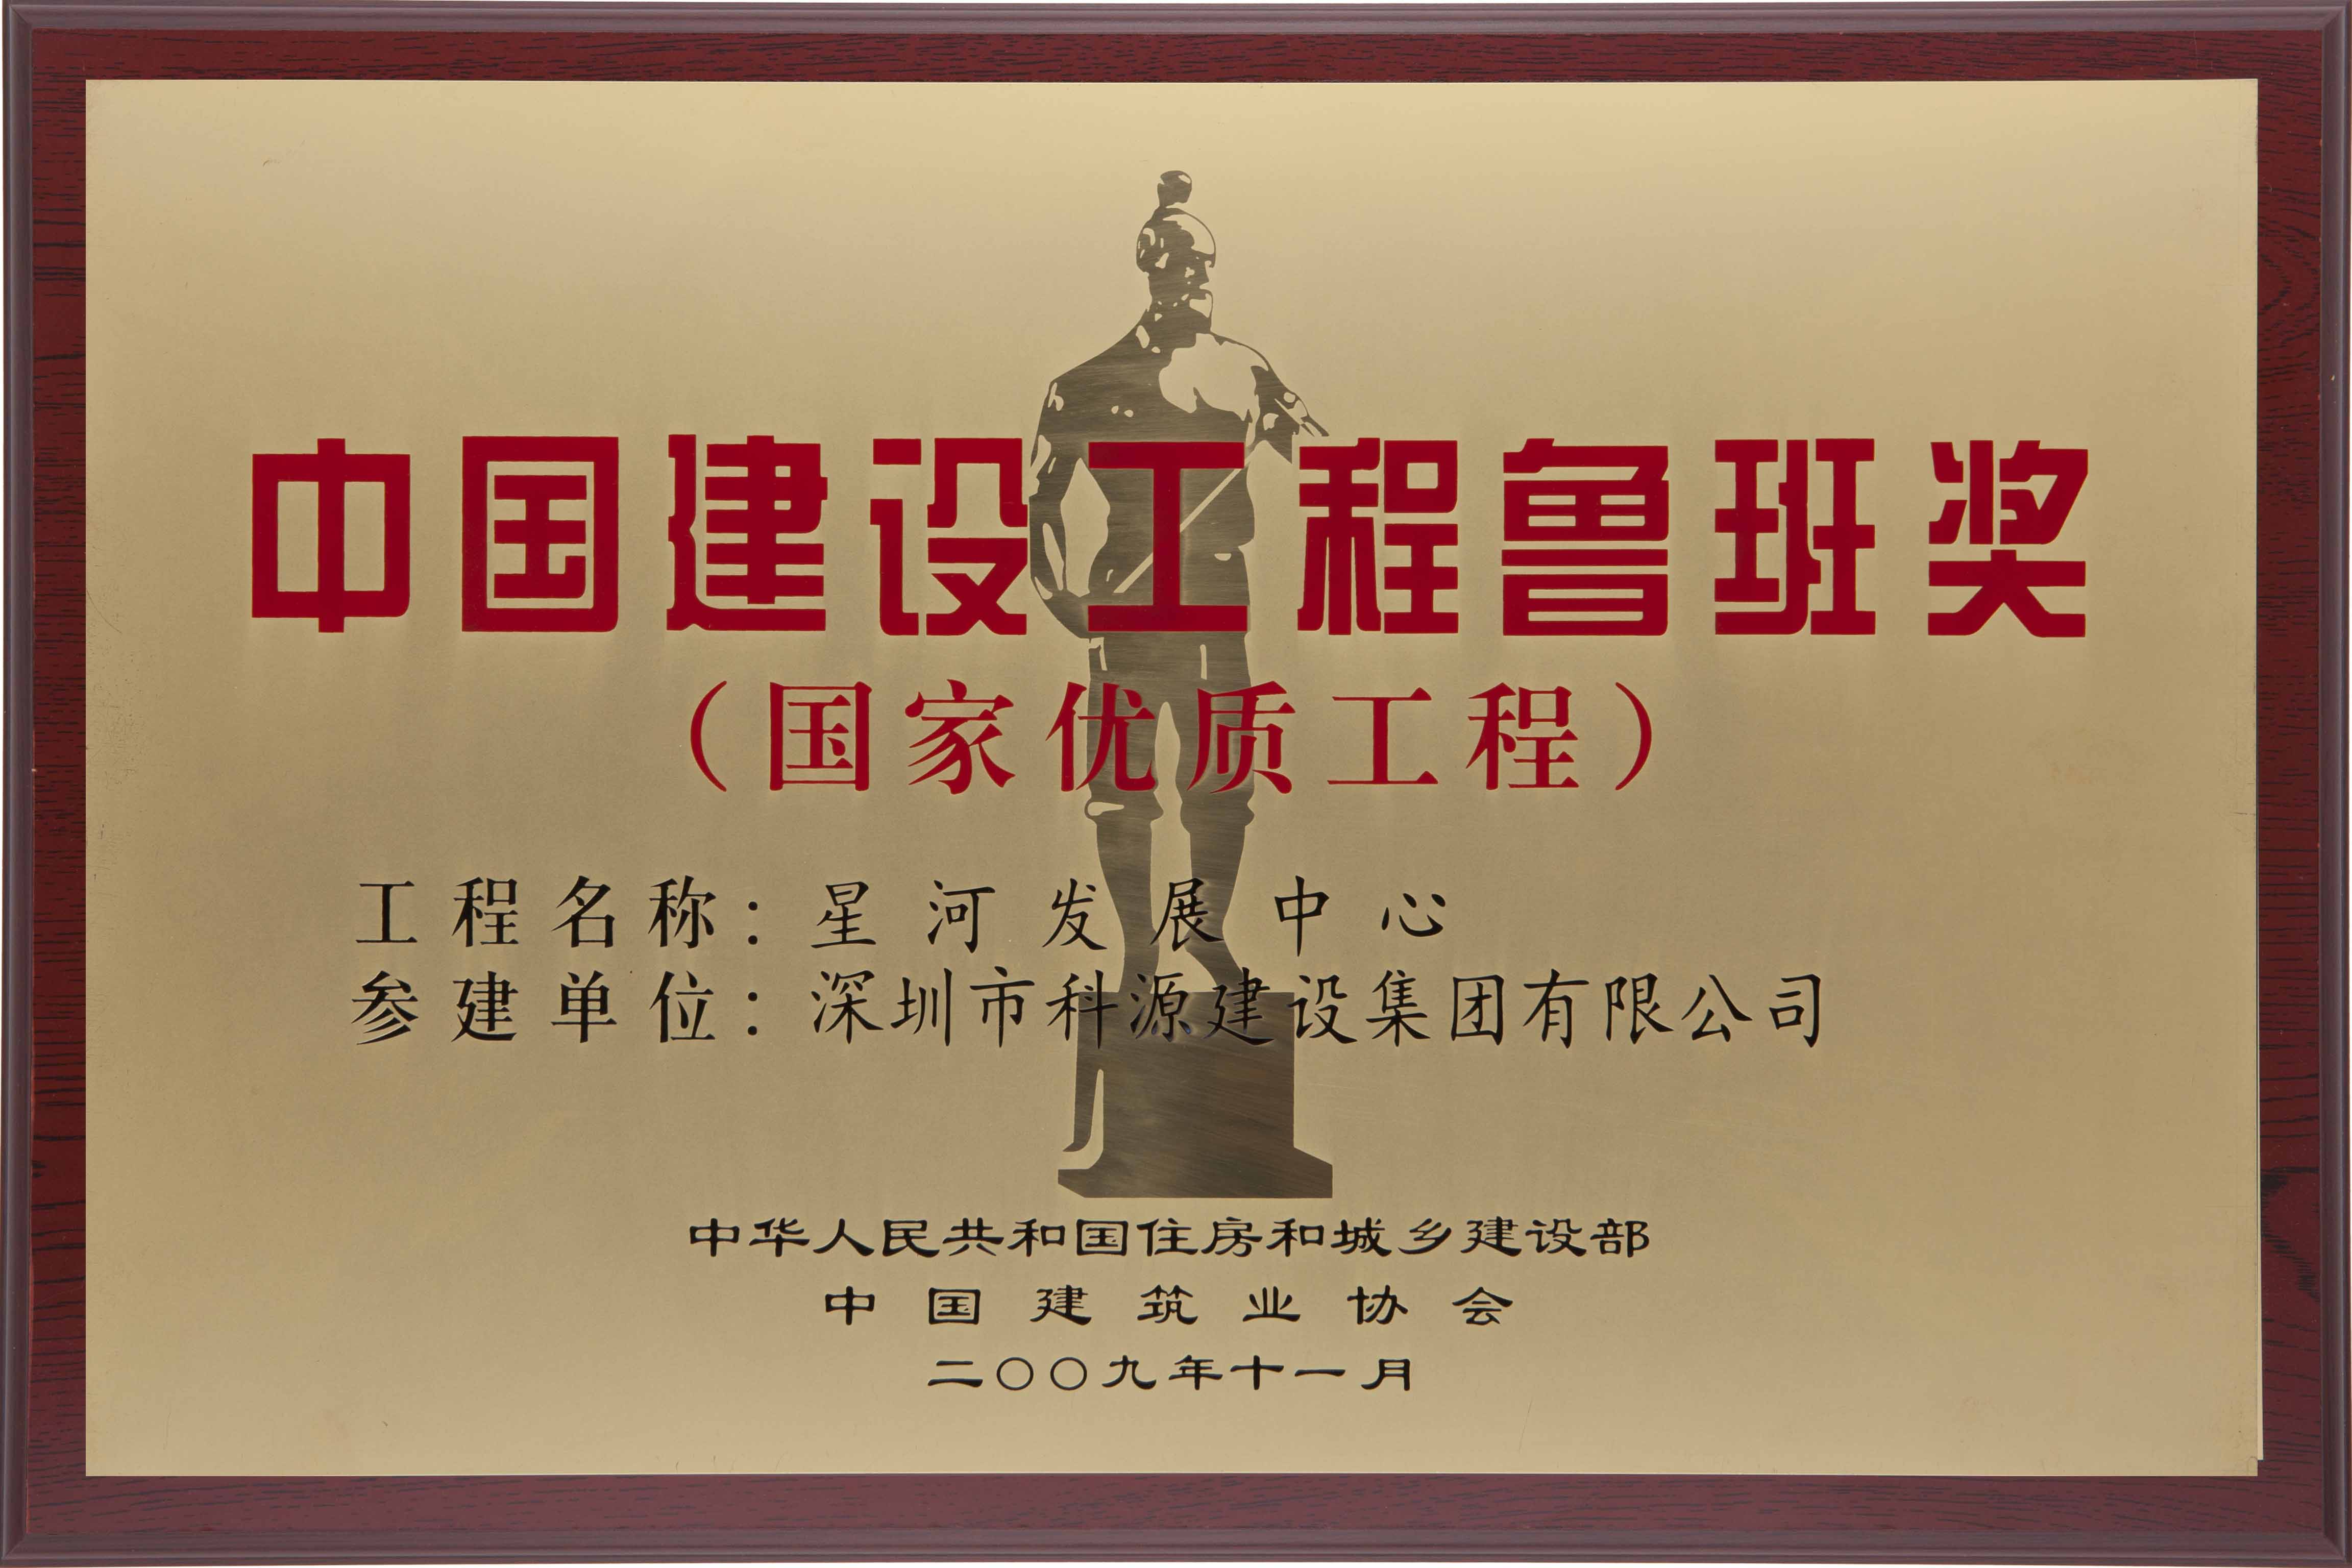 中国建设工程鲁班奖
（国家优质工程）
工程名称：星河发展中心
参建单位：深圳市科源建设集团有限公司
中华人民共和国住房和城乡建设部
中国建筑业协会
二〇〇九年十一月